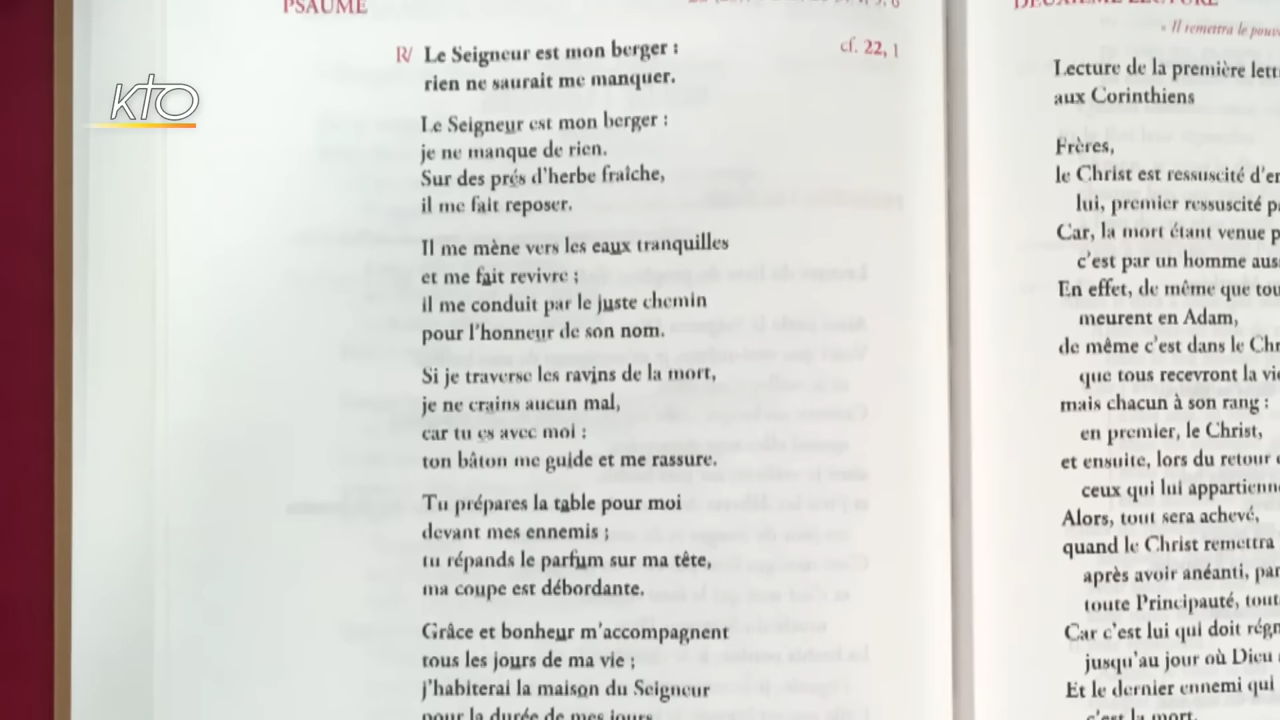 PSAUME
R/ Le Seigneur est mon berger :
rien ne saurait me manquer.
cf. 22, 1
kto
Le Seigneur est mon berger :
je ne manque de rien.
Sur des prés d'herbe fraîche,
il me fait reposer.
Il me mène vers les eaux tranquilles
et me fait revivre ;
il me conduit par le juste chemin
pour l'honneur de son nom.
Si je traverse les ravins de la mort,
je ne crains aucun mal,
car tu es avec moi :
ton bâton me guide et me rassure.
Tu prépares la table pour moi
devant mes ennemis ;
tu répands le parfum sur ma tête,
ma coupe est débordante.
Grâce et bonheur m'accompagnent
tous les jours de ma vie ;
j'habiterai la maison du Seigneur
pour la durée de mes jours.
DEUXIÈME LECTURE
« Il remettra le
Lecture de la première
aux Corinthiens
Frères,
le Christ est ressuscité
lui, premier ressuscité
Car, la mort étant venue
c'est par un homme
En effet, de même que
meurent en Adam,
de même c'est dans le
que tous recevront la
mais chacun à son rang :
en premier, le Christ,
et ensuite, lors du retour
ceux qui lui
Alors, tout sera achevé,
quand le Christ remettra
après avoir anéanti,
toute Principauté,
Car c'est lui qui doit
jusqu'au jour où Dieu
Et le dernier ennemi qui
c'est la mort.